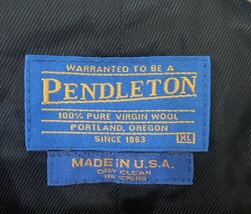 WARRANTED TO BE A
PENDLETON
100% PURE VIRGIN WOOL
PORTLAND, OREGON
SINCE 1863 XL
MADE IN U.S.A.
DRY CLEAN